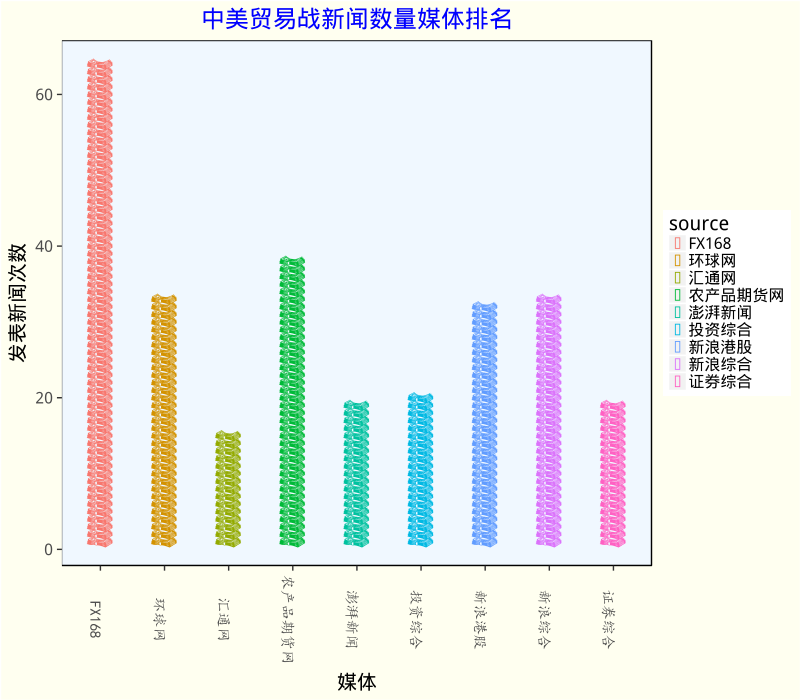 中美贸易战新闻数量媒体排名
发表新闻次数
60
40
20
0
FX168
环球网
汇通网
农产品期货网
澎湃新闻
投资综合
新浪港股
新浪综合
证券综合
媒体
source
FX168
环球网
汇通网
农产品期货网
澎湃新闻
投资综合
新浪港股
新浪综合
证券综合